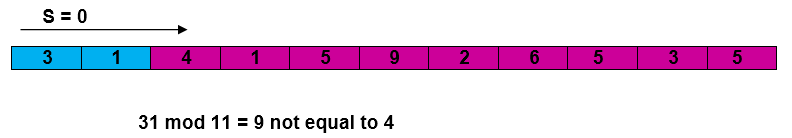 S = 0
3 1 4 1 5 9 2 6 5 3 5
31 mod 11 = 9 not equal to 4